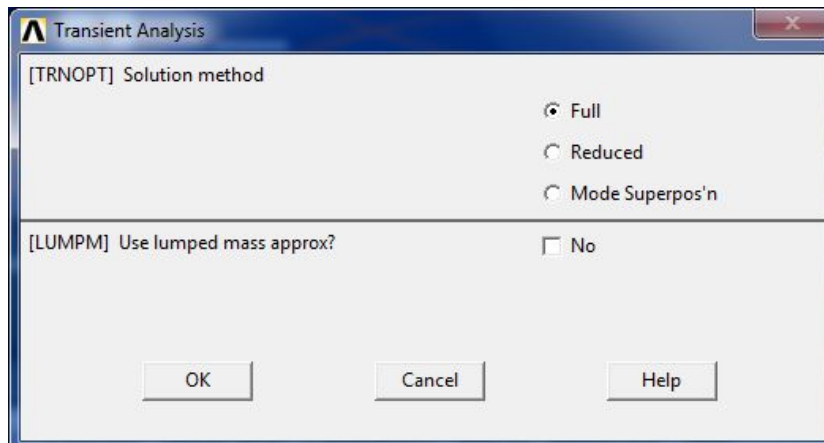 Transient Analysis
[TRNOPT] Solution method
Full
Reduced
Mode Superpos'n
[LUMPM] Use lumped mass approx?
No
OK
Cancel
Help